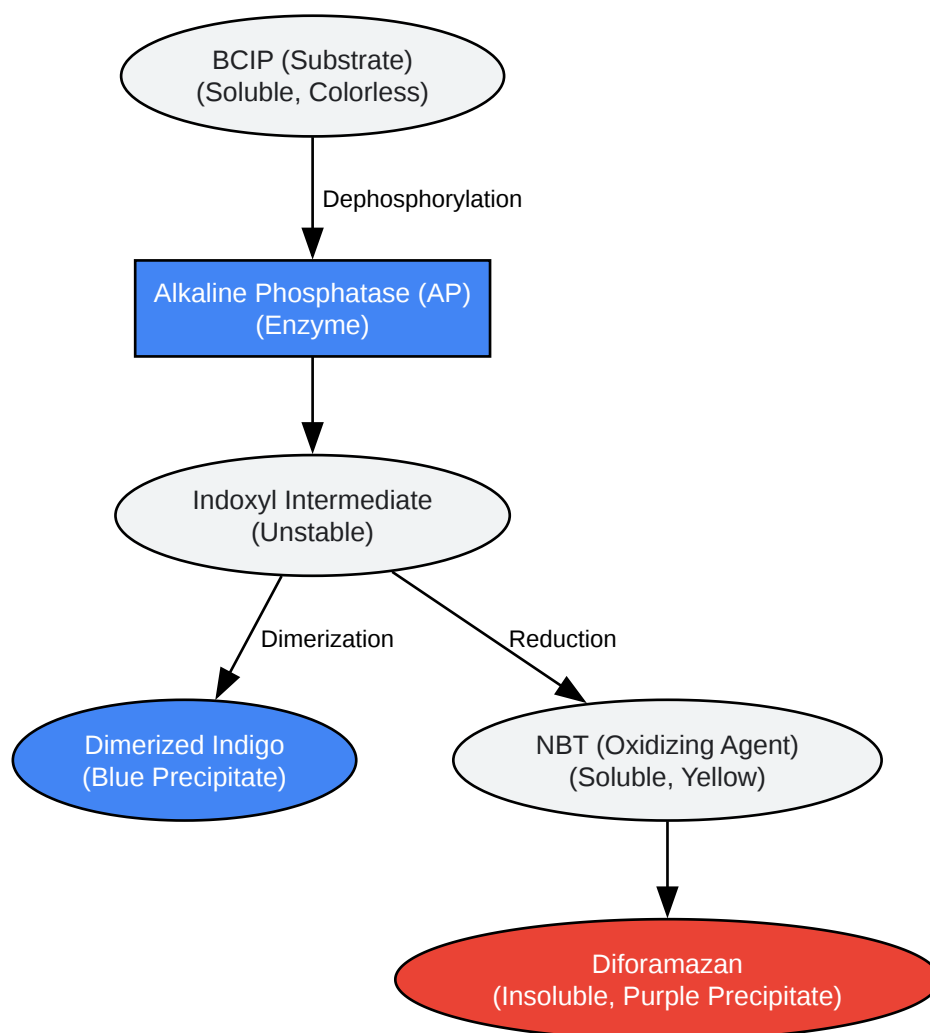 BCIP (Substrate)
(Soluble, Colorless)
Dephosphorylation
Alkaline Phosphatase (AP)
(Enzyme)
Indoxyl Intermediate
(Unstable)
Dimerization
Reduction
Dimerized Indigo
(Blue Precipitate)
NBT (Oxidizing Agent)
(Soluble, Yellow)
Diforamazan
(Insoluble, Purple Precipitate)